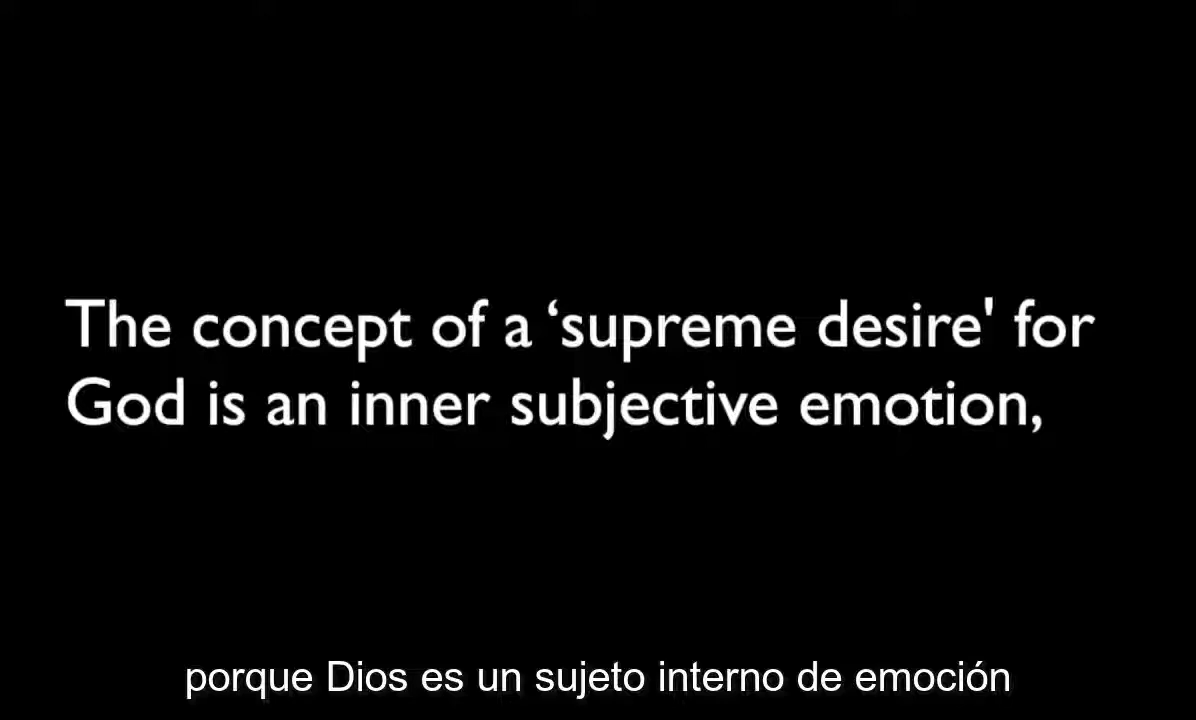 The concept of a ‘supreme desire' for
God is an inner subjective emotion,
porque Dios es un sujeto interno de emoción